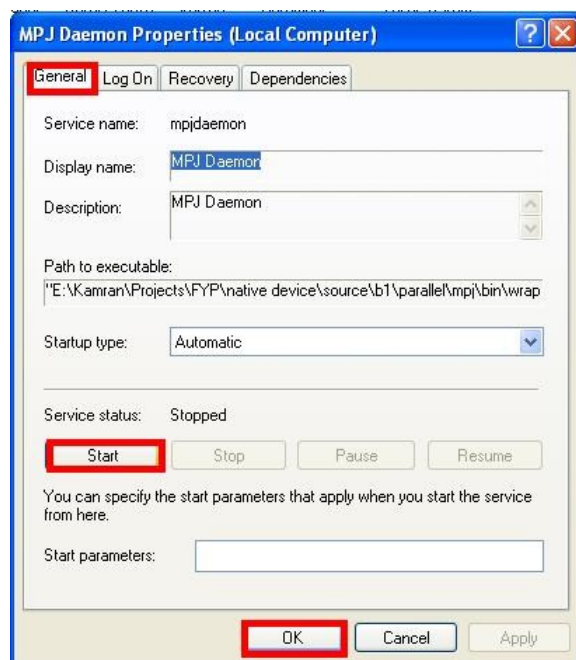 MPJ Daemon Properties (Local Computer)
General Log On Recovery Dependencies
Service name: mpjdaemon
Display name: MPJ Daemon
Description: MPJ Daemon
Path to executable:
"E:\Kamran\Projects\FYP\native device\source\b1\parallel\mpj\bin\wrap
Startup type: Automatic
Service status: Stopped
Start Stop Pause Resume
You can specify the start parameters that apply when you start the service
from here.
Start parameters:
OK Cancel Apply